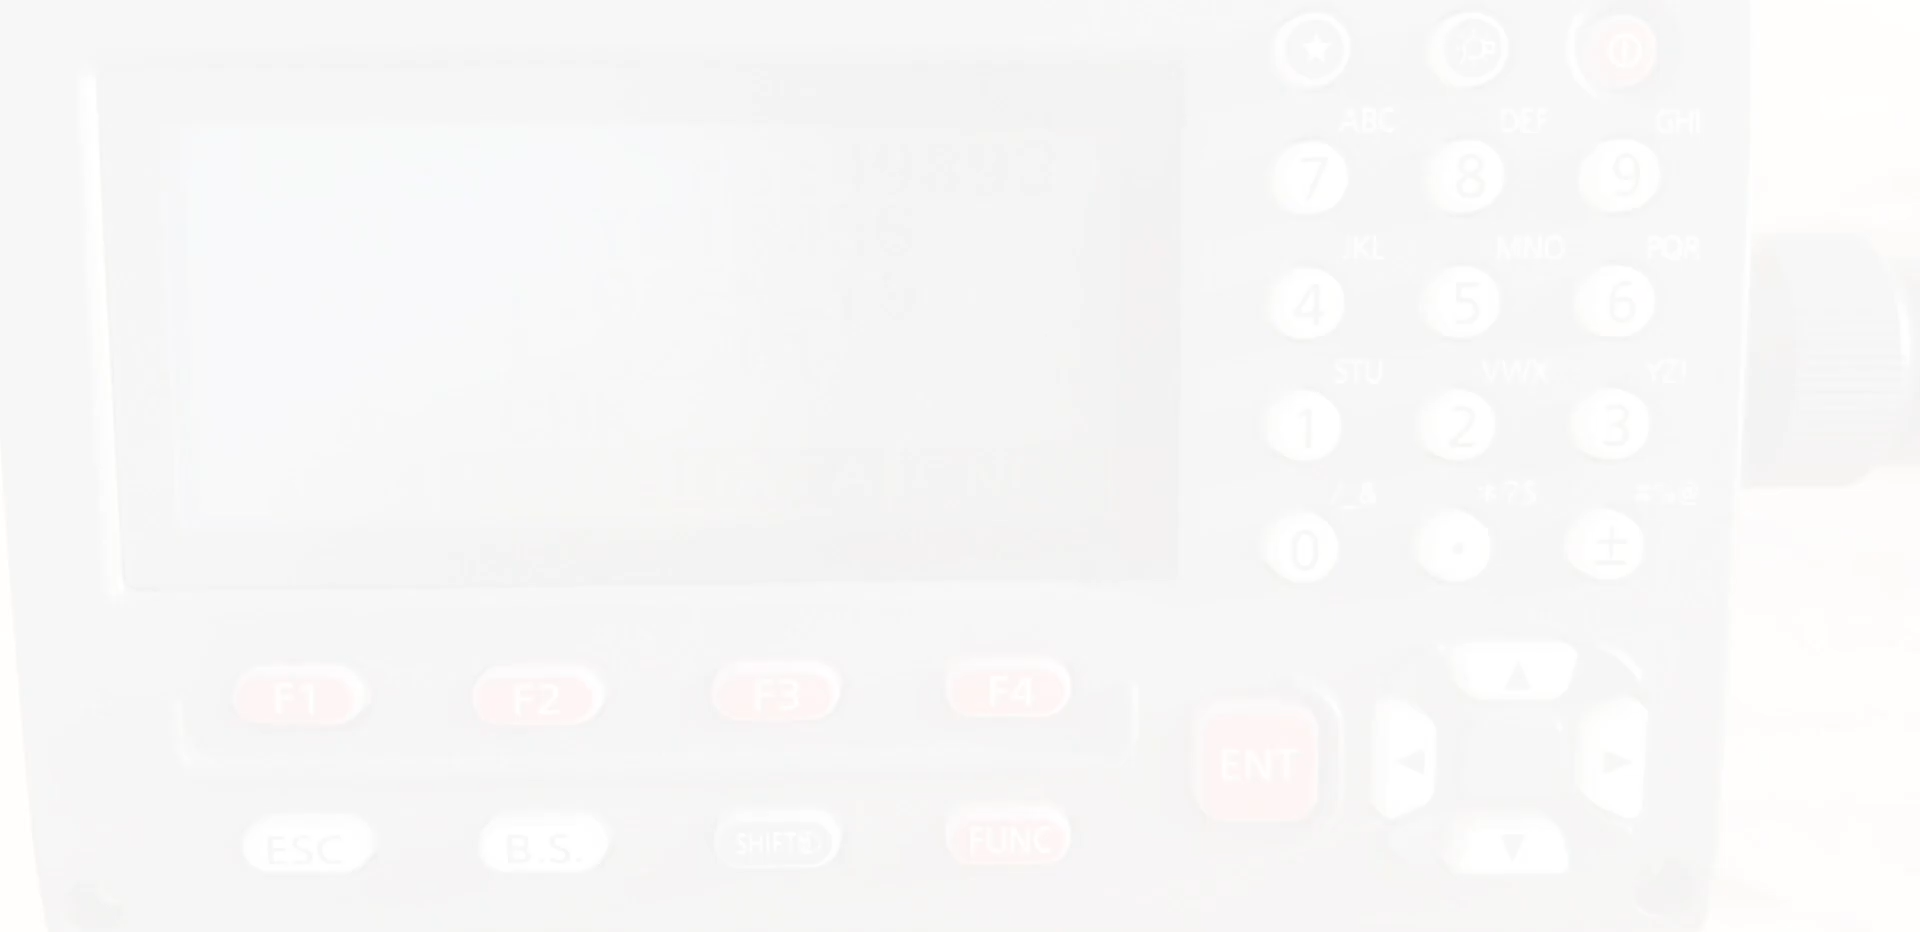 ABC DEF GHI
7 8 9
JKL MNO PQR
4 5 6
STU VWX YZ!
1 2 3
/_& *?$ #%@
0 . ±
F1 F2 F3 F4
ENT
ESC B.S. SHIFT FUNC